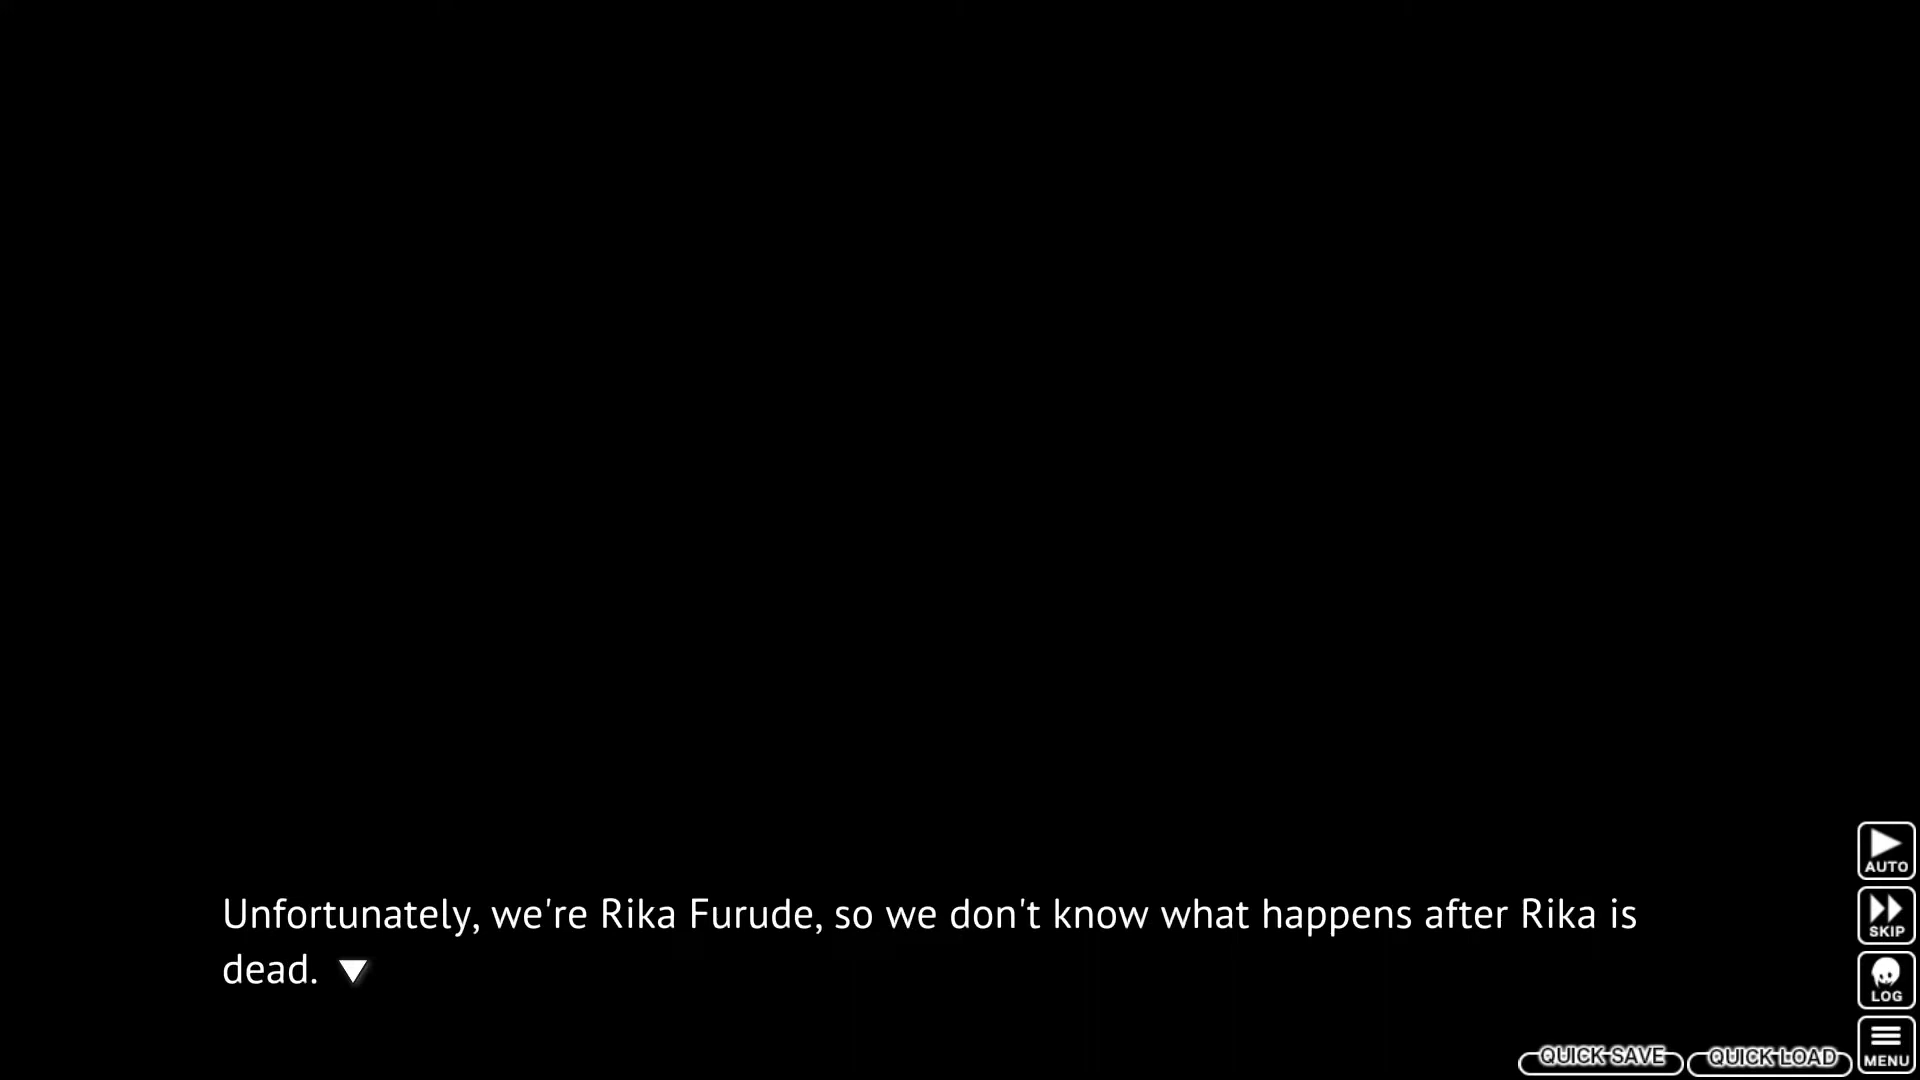 Unfortunately, we're Rika Furude, so we don't know what happens after Rika is
dead.
AUTO
SKIP
LOG
MENU
QUICK SAVE QUICK LOAD